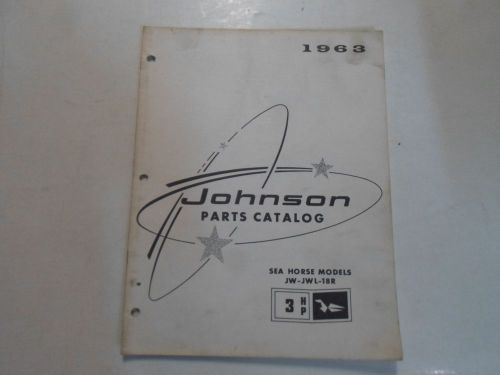 1963
Johnson
PARTS CATALOG
SEA HORSE MODELS
JW-JWL-18R
3 HP